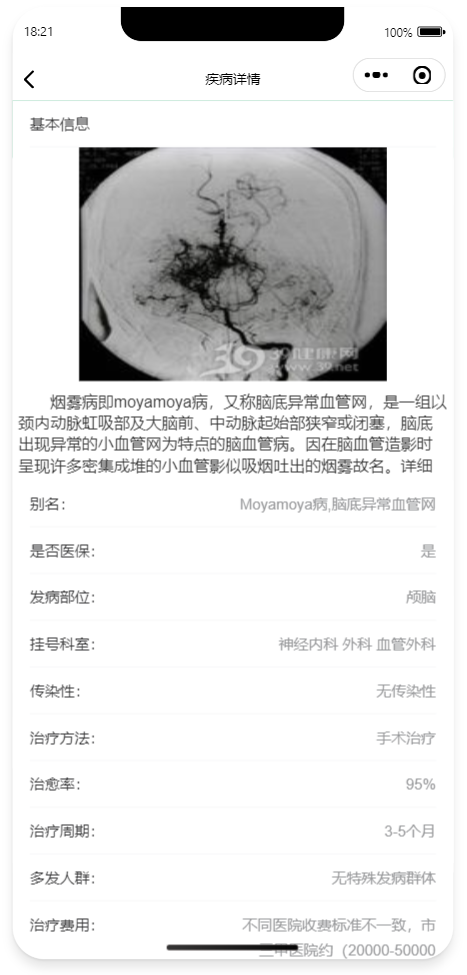 18:21
100%
疾病详情
基本信息
39健康网
www.39.net
烟雾病即moyamoya病，又称脑底异常血管网，是一组以
颈内动脉虹吸部及大脑前、中动脉起始部狭窄或闭塞，脑底
出现异常的小血管网为特点的脑血管病。因在脑血管造影时
呈现许多密集成堆的小血管影似吸烟吐出的烟雾故名。详细
别名： Moyamoya病,脑底异常血管网
是否医保： 是
发病部位： 颅脑
挂号科室： 神经内科 外科 血管外科
传染性： 无传染性
治疗方法： 手术治疗
治愈率： 95%
治疗周期： 3-5个月
多发人群： 无特殊发病群体
治疗费用： 不同医院收费标准不一致，市
三甲医院约（20000-50000